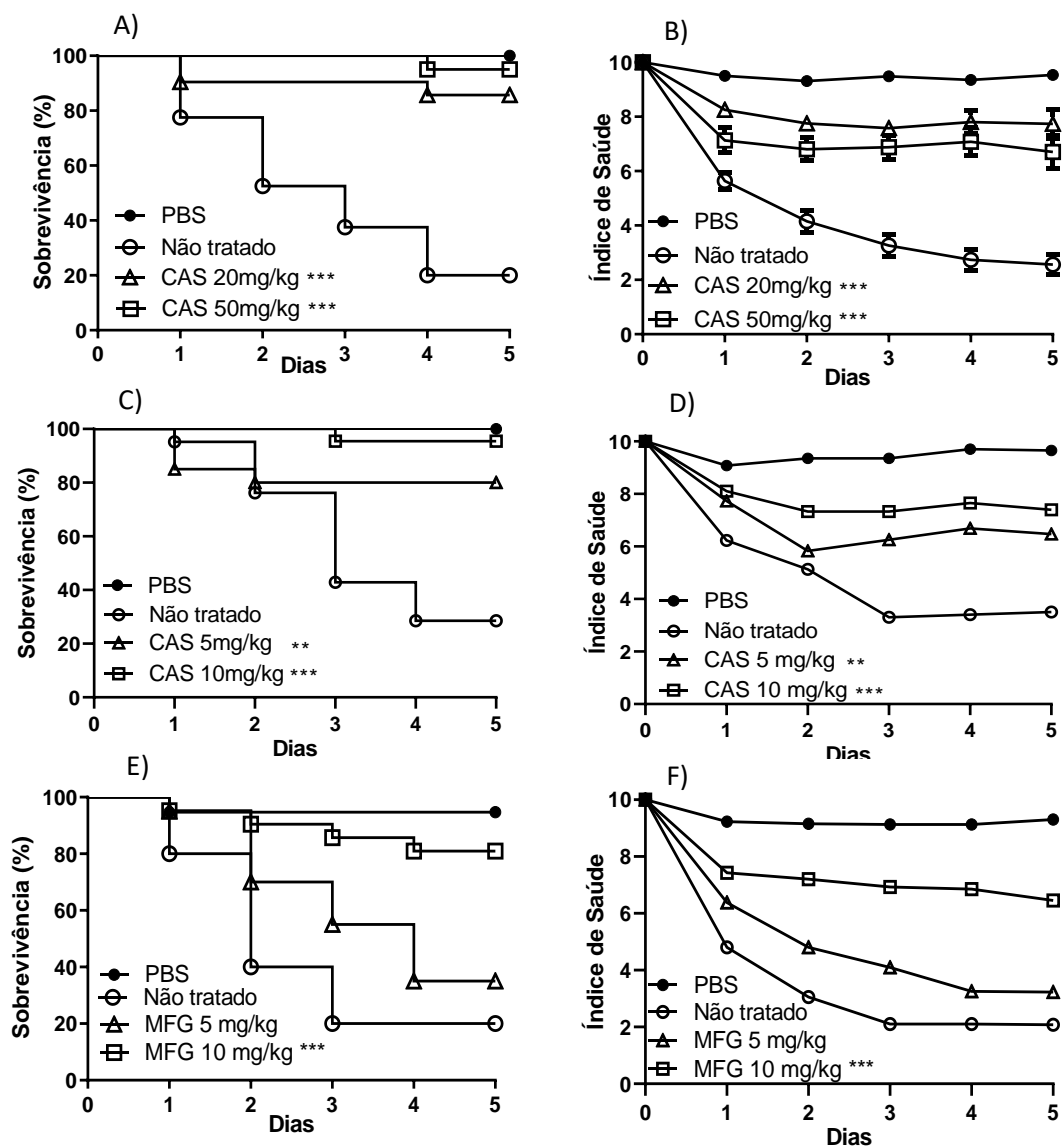 A)
Sobrevivência (%)
100
80
60
40
20
0
PBS
Não tratado
CAS 20mg/kg ***
CAS 50mg/kg ***
0 1 2 3 4 5
Dias
B)
Índice de Saúde
10
8
6
4
2
0
PBS
Não tratado
CAS 20mg/kg ***
CAS 50mg/kg ***
0 1 2 3 4 5
Dias
C)
Sobrevivência (%)
100
80
60
40
20
0
PBS
Não tratado
CAS 5mg/kg **
CAS 10mg/kg ***
0 1 2 3 4 5
Dias
D)
Índice de Saúde
10
8
6
4
2
0
PBS
Não tratado
CAS 5 mg/kg **
CAS 10 mg/kg ***
0 1 2 3 4 5
Dias
E)
Sobrevivência (%)
100
80
60
40
20
0
PBS
Não tratado
MFG 5 mg/kg
MFG 10 mg/kg ***
0 1 2 3 4 5
Dias
F)
Índice de Saúde
10
8
6
4
2
0
PBS
Não tratado
MFG 5 mg/kg
MFG 10 mg/kg ***
0 1 2 3 4 5
Dias